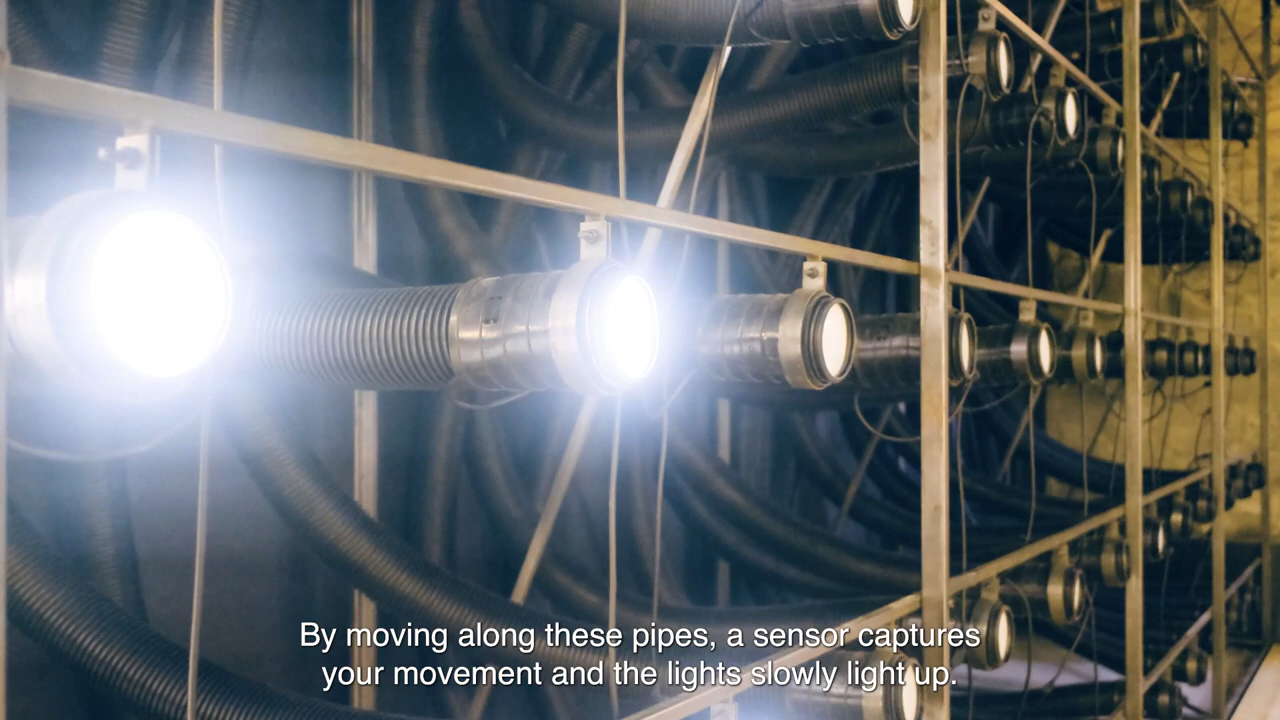 By moving along these pipes, a sensor captures
your movement and the lights slowly light up.